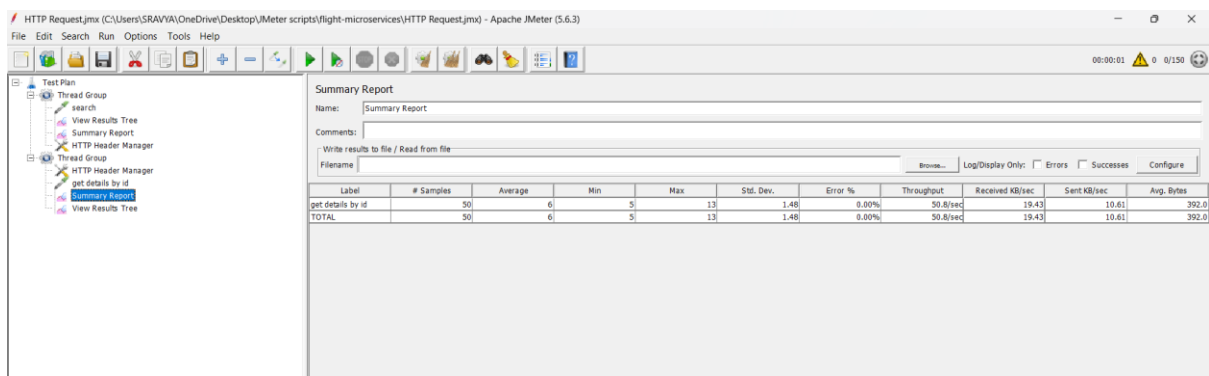 HTTP Request.jmx (C:\Users\SRAVYA\OneDrive\Desktop\JMeter scripts\flight-microservices\HTTP Request.jmx) - Apache JMeter (5.6.3)
File Edit Search Run Options Tools Help
00:00:01 0 0/150
Test Plan
Thread Group
search
View Results Tree
Summary Report
HTTP Header Manager
Thread Group
HTTP Header Manager
get details by id
Summary Report
View Results Tree
Summary Report
Name: Summary Report
Comments:
Write results to file / Read from file
Filename Browse... Log/Display Only: Errors Successes Configure
Label # Samples Average Min Max Std. Dev. Error % Throughput Received KB/sec Sent KB/sec Avg. Bytes
get details by id 50 6 5 13 1.48 0.00% 50.8/sec 19.43 10.61 392.0
TOTAL 50 6 5 13 1.48 0.00% 50.8/sec 19.43 10.61 392.0